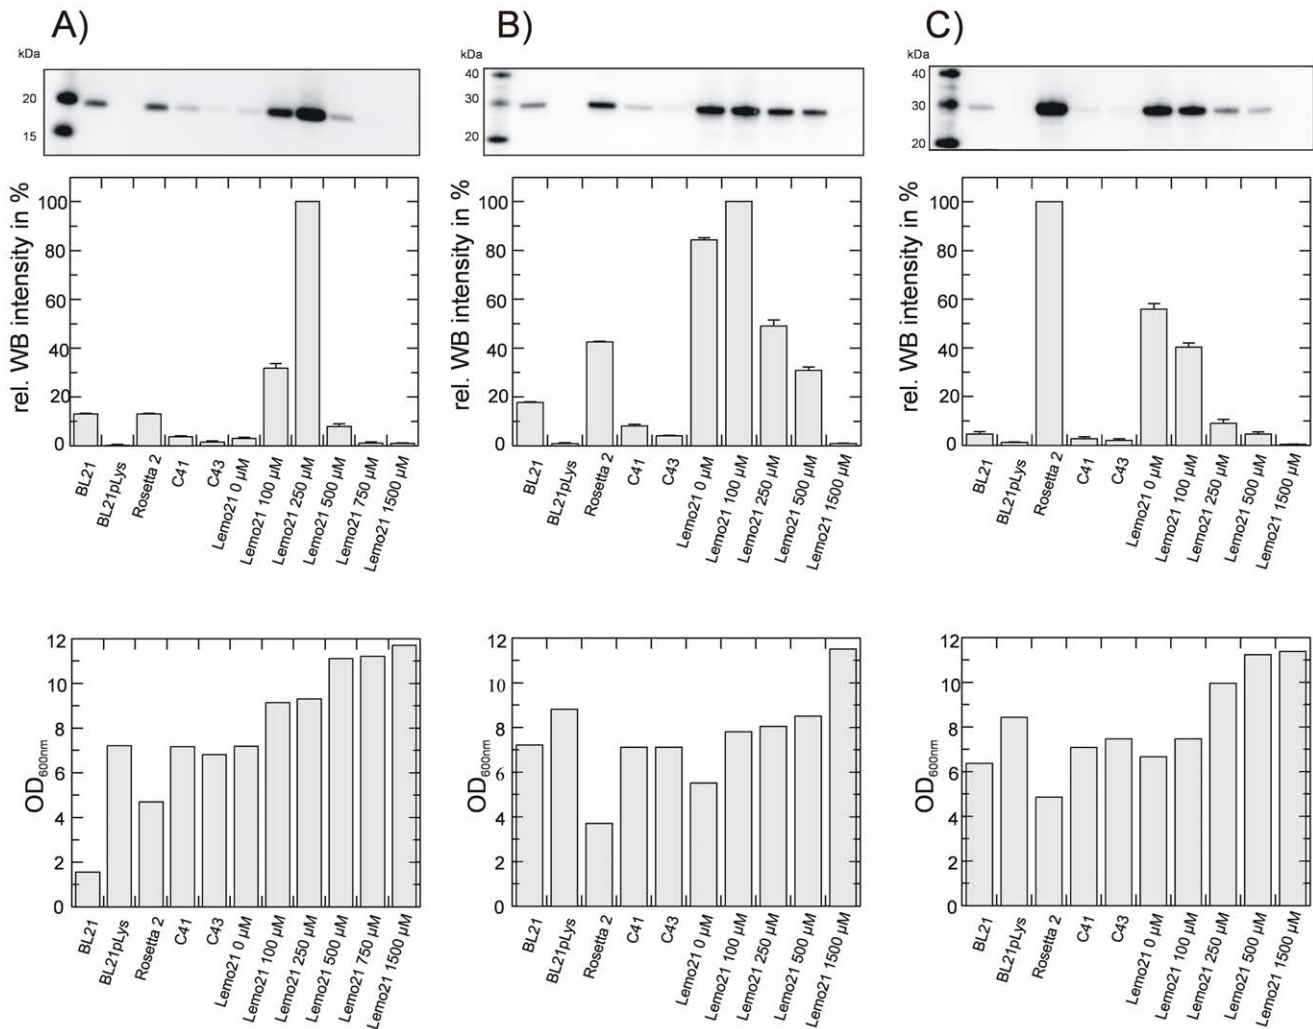 A)
kDa
20
15
rel. WB intensity in %
100
80
60
40
20
0
BL21
BL21pLys
Rosetta 2
C41
C43
Lemo21 0 µM
Lemo21 100 µM
Lemo21 250 µM
Lemo21 500 µM
Lemo21 750 µM
Lemo21 1500 µM
OD600nm
12
10
8
6
4
2
0
BL21
BL21pLys
Rosetta 2
C41
C43
Lemo21 0 µM
Lemo21 100 µM
Lemo21 250 µM
Lemo21 500 µM
Lemo21 750 µM
Lemo21 1500 µM
B)
kDa
40
30
20
rel. WB intensity in %
100
80
60
40
20
0
BL21
BL21pLys
Rosetta 2
C41
C43
Lemo21 0 µM
Lemo21 100 µM
Lemo21 250 µM
Lemo21 500 µM
Lemo21 1500 µM
OD600nm
12
10
8
6
4
2
0
BL21
BL21pLys
Rosetta 2
C41
C43
Lemo21 0 µM
Lemo21 100 µM
Lemo21 250 µM
Lemo21 500 µM
Lemo21 1500 µM
C)
kDa
40
30
20
rel. WB intensity in %
100
80
60
40
20
0
BL21
BL21pLys
Rosetta 2
C41
C43
Lemo21 0 µM
Lemo21 100 µM
Lemo21 250 µM
Lemo21 500 µM
Lemo21 1500 µM
OD600nm
12
10
8
6
4
2
0
BL21
BL21pLys
Rosetta 2
C41
C43
Lemo21 0 µM
Lemo21 100 µM
Lemo21 250 µM
Lemo21 500 µM
Lemo21 1500 µM